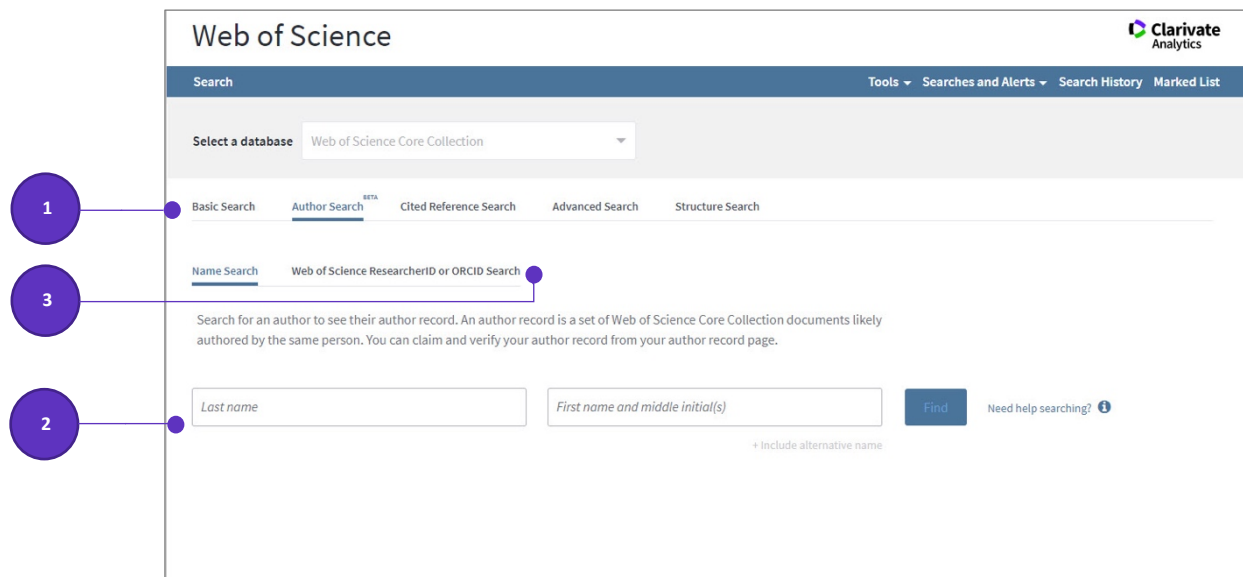 Web of Science
Clarivate
Analytics
Search
Tools
Searches and Alerts
Search History
Marked List
Select a database
Web of Science Core Collection
1
Basic Search
Author Search BETA
Cited Reference Search
Advanced Search
Structure Search
Name Search
Web of Science ResearcherID or ORCID Search
3
Search for an author to see their author record. An author record is a set of Web of Science Core Collection documents likely
authored by the same person. You can claim and verify your author record from your author record page.
Last name
First name and middle initial(s)
Find
Need help searching?
2
+ Include alternative name